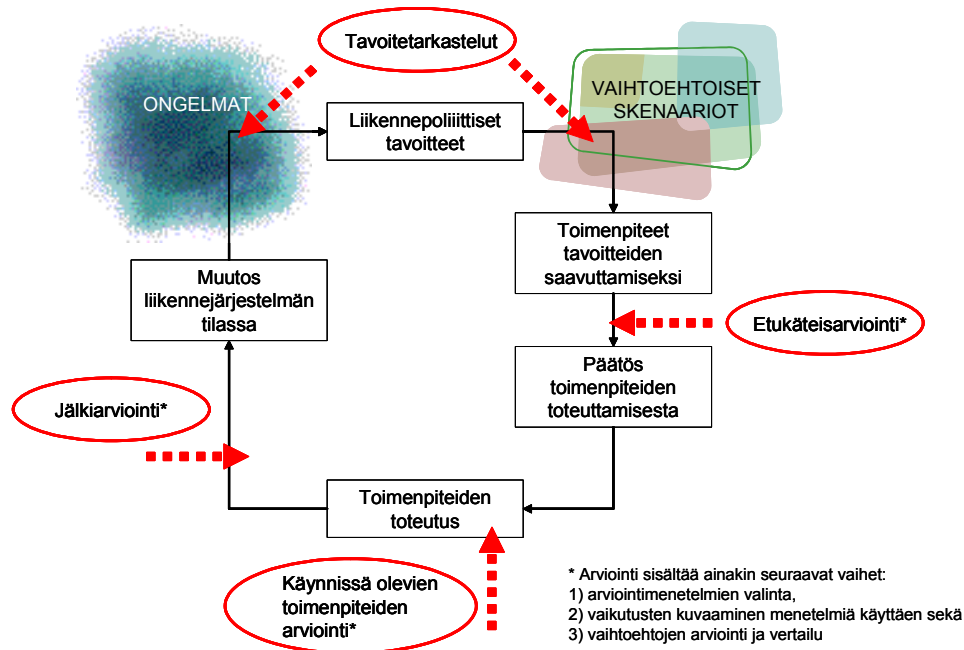 Tavoitetarkastelut
ONGELMAT
VAIHTOEHTOISET
SKENAARIOT
Liikennepoliiittiset
tavoitteet
Toimenpiteet
tavoitteiden
saavuttamiseksi
Muutos
liikennejärjestelmän
tilassa
Etukäteisarviointi*
Päätös
toimenpiteiden
toteuttamisesta
Jälkiarviointi*
Toimenpiteiden
toteutus
Käynnissä olevien
toimenpiteiden
arviointi*
* Arviointi sisältää ainakin seuraavat vaihet:
1) arviointimenetelmien valinta,
2) vaikutusten kuvaaminen menetelmiä käyttäen sekä
3) vaihtoehtojen arviointi ja vertailu